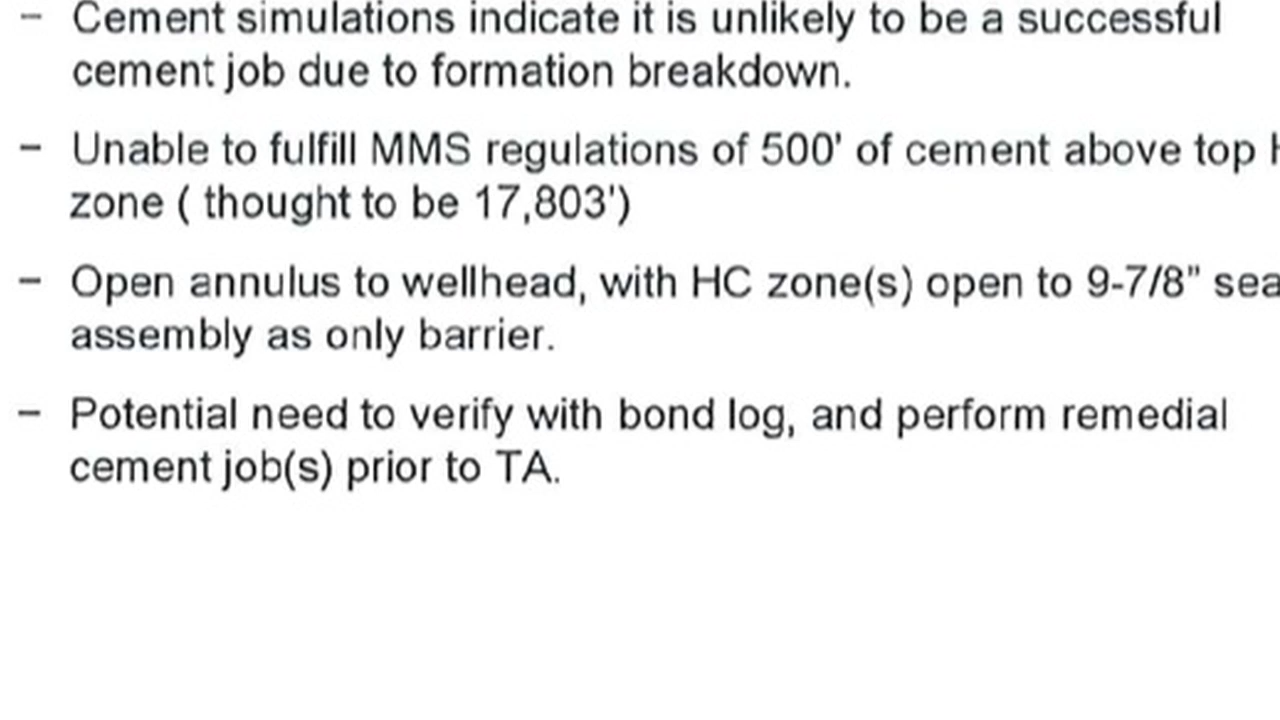 - Cement simulations indicate it is unlikely to be a successful
cement job due to formation breakdown.
- Unable to fulfill MMS regulations of 500' of cement above top
zone ( thought to be 17,803')
- Open annulus to wellhead, with HC zone(s) open to 9-7/8" sea
assembly as only barrier.
- Potential need to verify with bond log, and perform remedial
cement job(s) prior to TA.